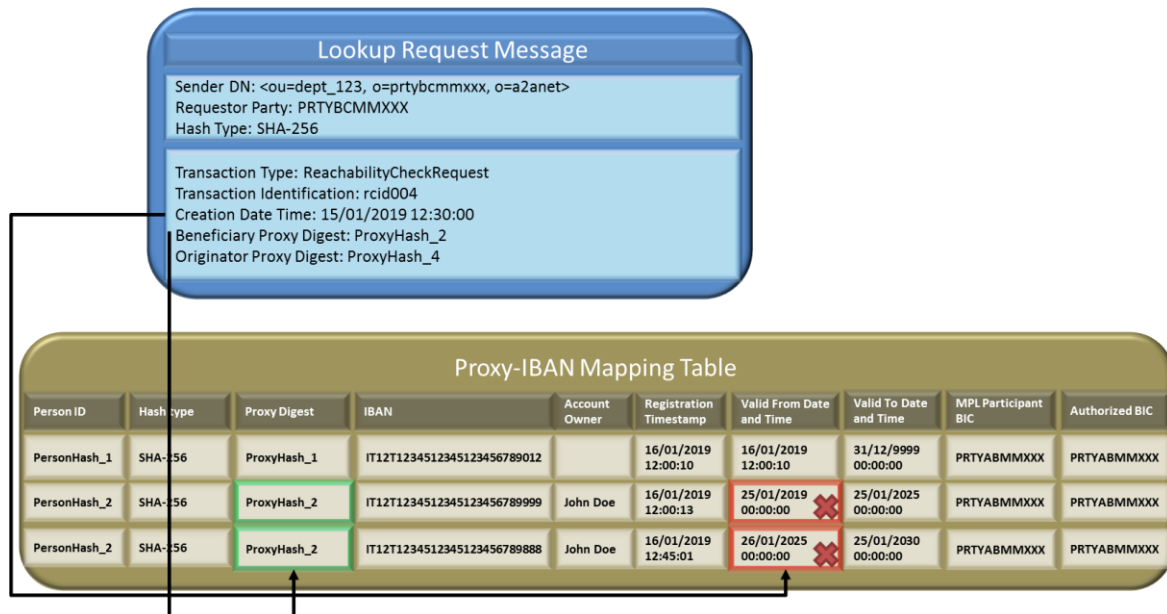 Lookup Request Message
Sender DN: <ou=dept_123, o=prtybcmmxxx, o=a2anet>
Requestor Party: PRTYBCMMXXX
Hash Type: SHA-256
Transaction Type: ReachabilityCheckRequest
Transaction Identification: rcid004
Creation Date Time: 15/01/2019 12:30:00
Beneficiary Proxy Digest: ProxyHash_2
Originator Proxy Digest: ProxyHash_4
Proxy-IBAN Mapping Table
Person ID Hash type Proxy Digest IBAN Account Owner Registration Timestamp Valid From Date and Time Valid To Date and Time MPL Participant BIC Authorized BIC
PersonHash_1 SHA-256 ProxyHash_1 IT12T1234512345123456789012 16/01/2019 12:00:10 16/01/2019 12:00:10 31/12/9999 00:00:00 PRTYABMMXXX PRTYABMMXXX
PersonHash_2 SHA-256 ProxyHash_2 IT12T1234512345123456789999 John Doe 16/01/2019 12:00:13 25/01/2019 00:00:00 25/01/2025 00:00:00 PRTYABMMXXX PRTYABMMXXX
PersonHash_2 SHA-256 ProxyHash_2 IT12T1234512345123456789888 John Doe 16/01/2019 12:45:01 26/01/2025 00:00:00 25/01/2030 00:00:00 PRTYABMMXXX PRTYABMMXXX